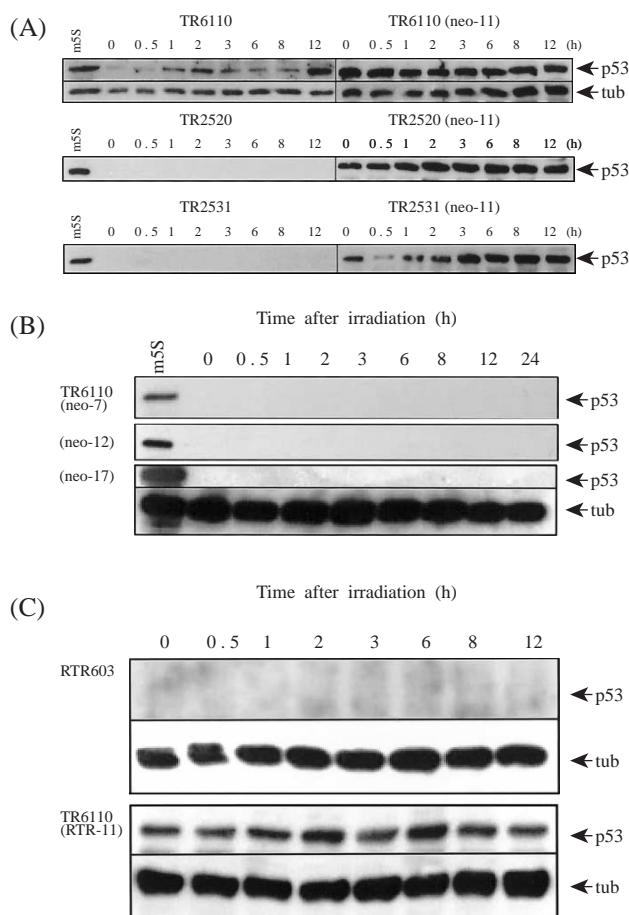 (A)
TR6110 TR6110 (neo-11)
m5S 0 0.5 1 2 3 6 8 12 0 0.5 1 2 3 6 8 12 (h)
p53
tub
TR2520 TR2520 (neo-11)
m5S 0 0.5 1 2 3 6 8 12 0 0.5 1 2 3 6 8 12 (h)
p53
TR2531 TR2531 (neo-11)
m5S 0 0.5 1 2 3 6 8 12 0 0.5 1 2 3 6 8 12 (h)
p53
(B)
Time after irradiation (h)
m5S 0 0.5 1 2 3 6 8 12 24
TR6110
(neo-7)
p53
(neo-12)
p53
(neo-17)
p53
tub
(C)
Time after irradiation (h)
0 0.5 1 2 3 6 8 12
RTR603
p53
tub
TR6110
(RTR-11)
p53
tub